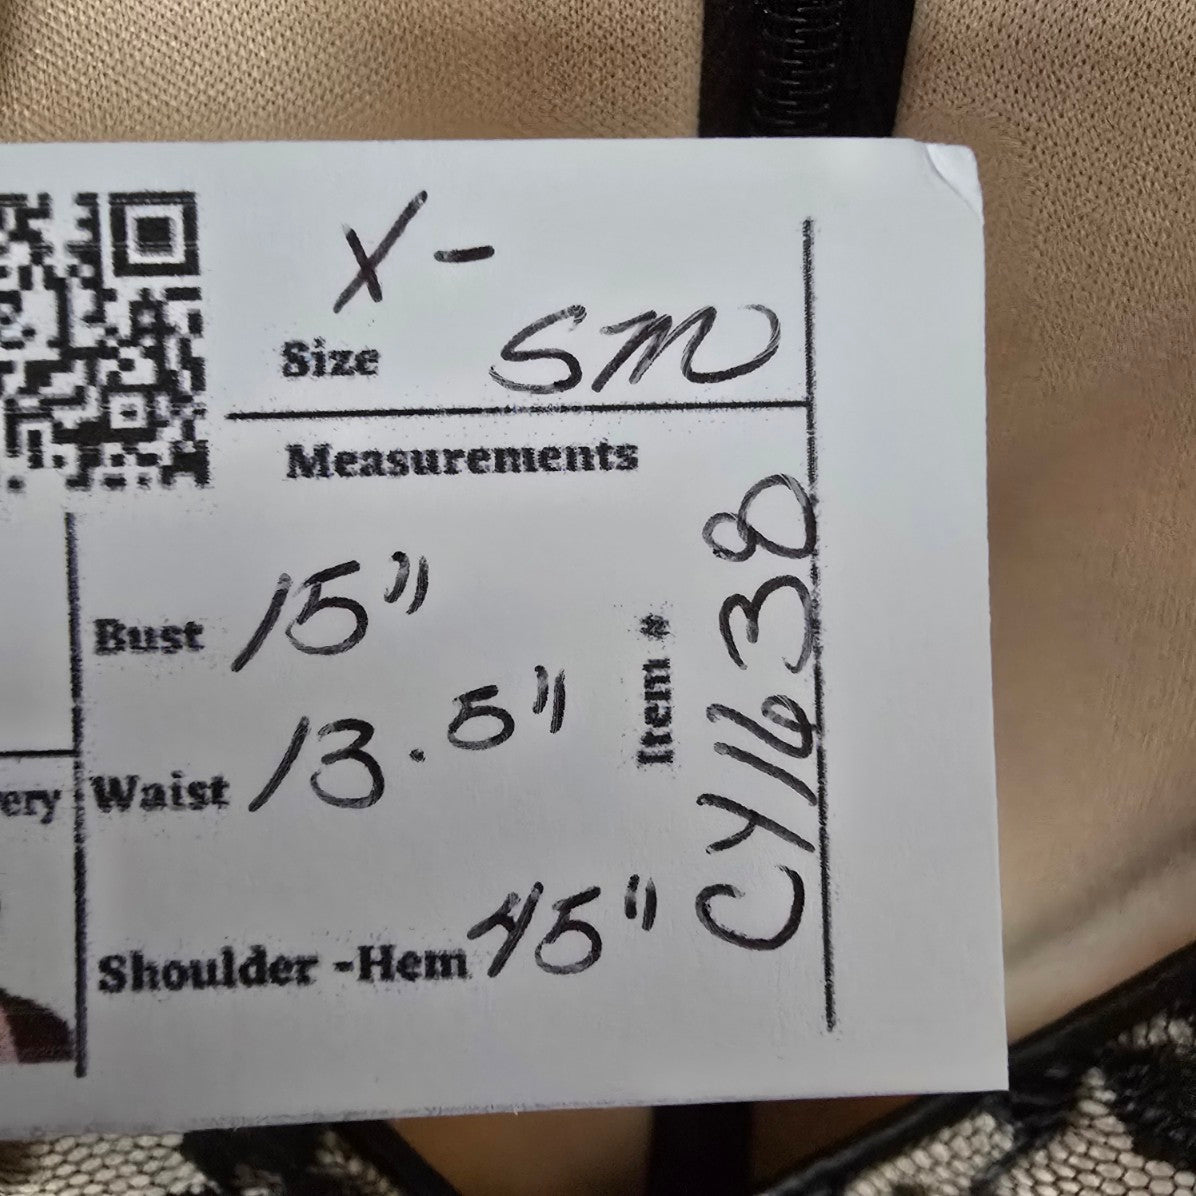 X-
Size SM
Measurements
Bust 15"
Waist 13.5"
Shoulder -Hem 45"
Item # CY1638
ery